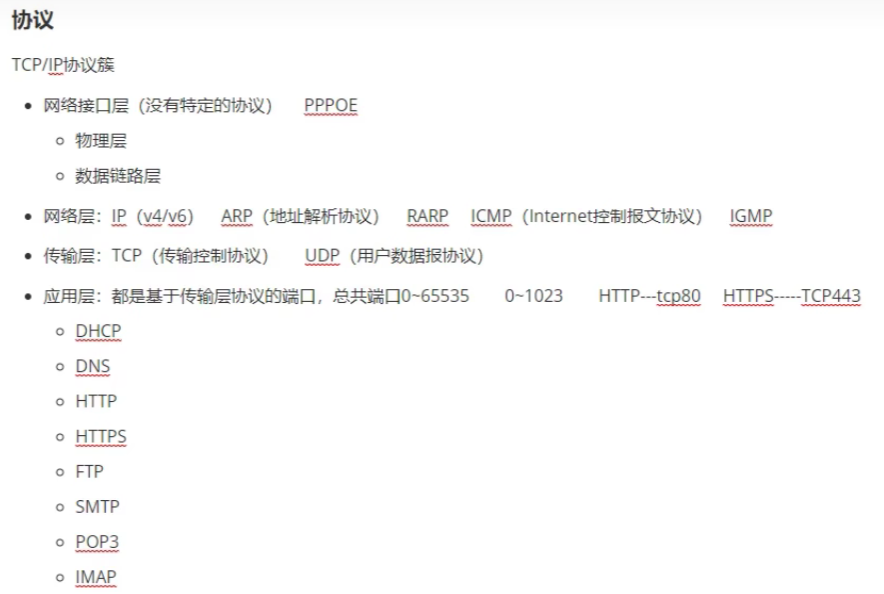 协议
TCP/IP协议簇
网络接口层（没有特定的协议） PPPOE
物理层
数据链路层
网络层：IP（v4/v6） ARP（地址解析协议） RARP ICMP（Internet控制报文协议） IGMP
传输层：TCP（传输控制协议） UDP（用户数据报协议）
应用层：都是基于传输层协议的端口，总共端口0~65535 0~1023 HTTP---tcp80 HTTPS-----TCP443
DHCP
DNS
HTTP
HTTPS
FTP
SMTP
POP3
IMAP